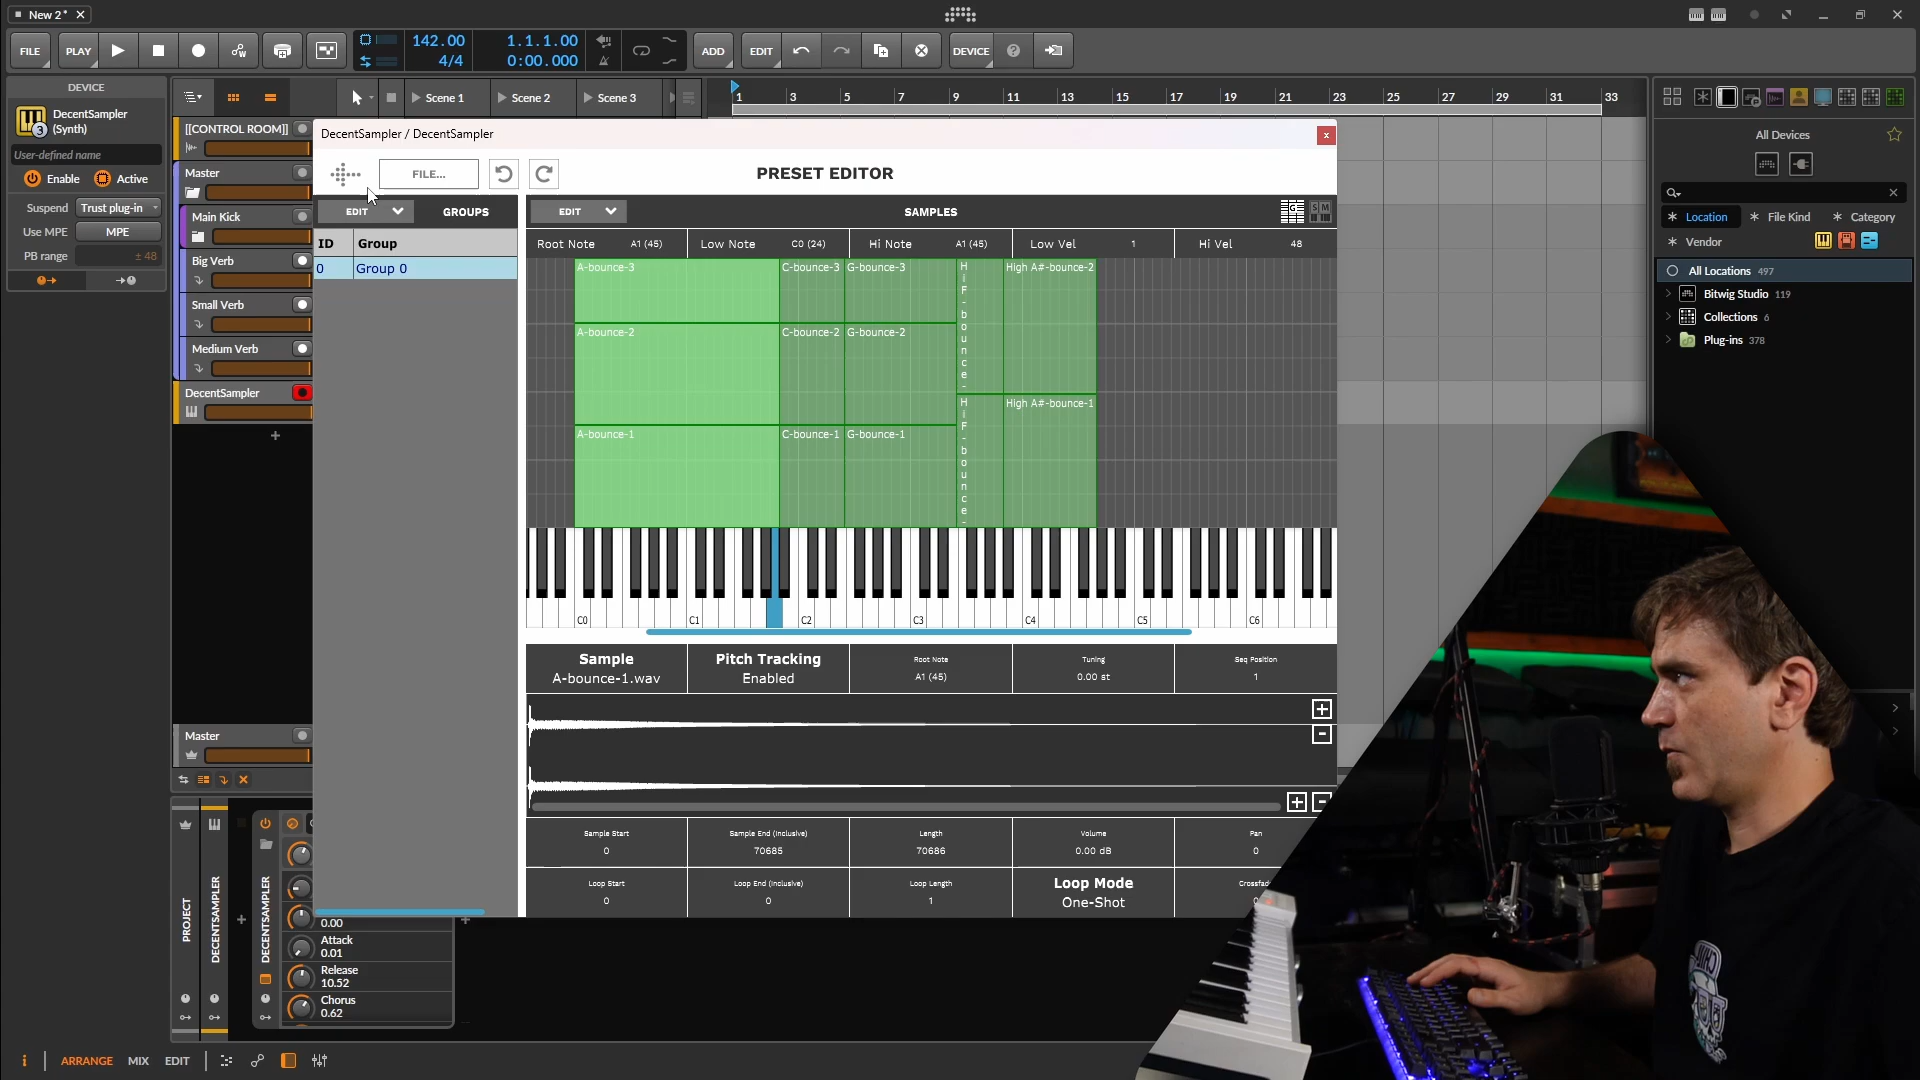 New 2*
FILE
PLAY
142.00
4/4
1.1.1.00
0:00.000
ADD
EDIT
DEVICE
DEVICE
DecentSampler
(Synth)
User-defined name
Enable
Active
Suspend
Trust plug-in
Use MPE
MPE
PB range
± 48
[[CONTROL ROOM]]
Master
Main Kick
Big Verb
Small Verb
Medium Verb
DecentSampler
Master
Scene 1
Scene 2
Scene 3
1
3
5
7
9
11
13
15
17
19
21
23
25
27
29
31
33
DecentSampler / DecentSampler
FILE...
PRESET EDITOR
EDIT
GROUPS
EDIT
SAMPLES
ID
Group
0
Group 0
Root Note
A1 (45)
Low Note
C0 (24)
Hi Note
A1 (45)
Low Vel
1
Hi Vel
48
A-bounce-3
C-bounce-3
G-bounce-3
Hi F-bounce-
High A#-bounce-2
A-bounce-2
C-bounce-2
G-bounce-2
Hi F-bounce-
High A#-bounce-1
A-bounce-1
C-bounce-1
G-bounce-1
C0
C1
C2
C3
C4
C5
C6
Sample
A-bounce-1.wav
Pitch Tracking
Enabled
Root Note
A1 (45)
Tuning
0.00 st
Seq Position
1
Sample Start
0
Sample End (Inclusive)
70685
Length
70686
Volume
0.00 dB
Pan
0
Loop Start
0
Loop End (Inclusive)
0
Loop Length
1
Loop Mode
One-Shot
All Devices
Location
File Kind
Category
Vendor
All Locations 497
Bitwig Studio 119
Collections 6
Plug-ins 378
PROJECT
DECENTSAMPLER
DECENTSAMPLER
0.00
Attack
0.01
Release
10.52
Chorus
0.62
ARRANGE
MIX
EDIT